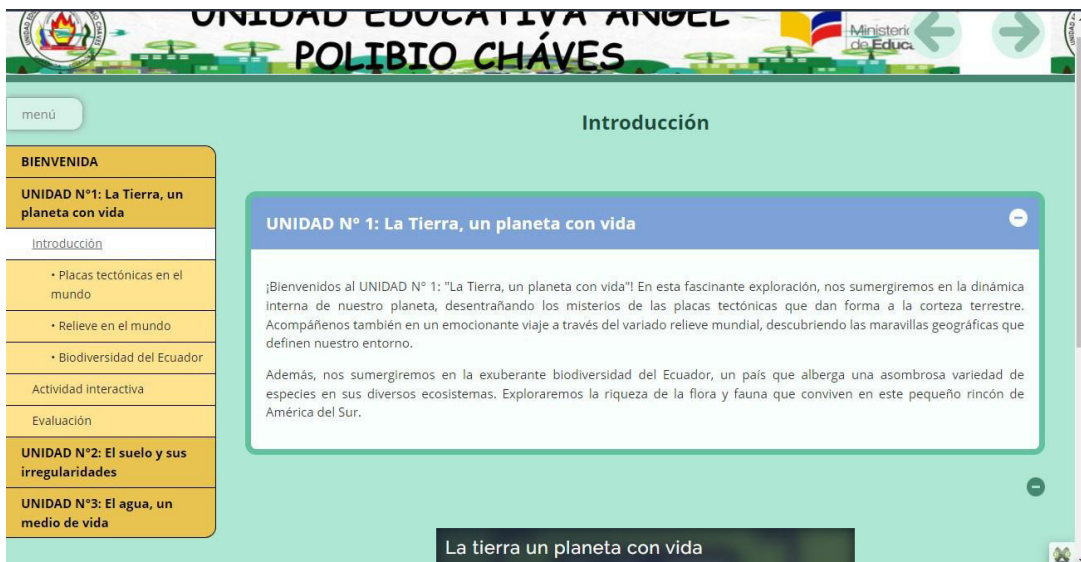 UNIDAD EDUCATIVA ÁNGEL
POLIBIO CHÁVES
de Educa
menú
Introducción
BIENVENIDA
UNIDAD N°1: La Tierra, un
planeta con vida
Introducción
• Placas tectónicas en el
mundo
• Relieve en el mundo
• Biodiversidad del Ecuador
Actividad interactiva
Evaluación
UNIDAD N°2: El suelo y sus
irregularidades
UNIDAD N°3: El agua, un
medio de vida
UNIDAD N° 1: La Tierra, un planeta con vida
¡Bienvenidos al UNIDAD N° 1: "La Tierra, un planeta con vida"! En esta fascinante exploración, nos sumergiremos en la dinámica
interna de nuestro planeta, desentrañando los misterios de las placas tectónicas que dan forma a la corteza terrestre.
Acompáñenos también en un emocionante viaje a través del variado relieve mundial, descubriendo las maravillas geográficas que
definen nuestro entorno.
Además, nos sumergiremos en la exuberante biodiversidad del Ecuador, un país que alberga una asombrosa variedad de
especies en sus diversos ecosistemas. Exploraremos la riqueza de la flora y fauna que conviven en este pequeño rincón de
América del Sur.
La tierra un planeta con vida